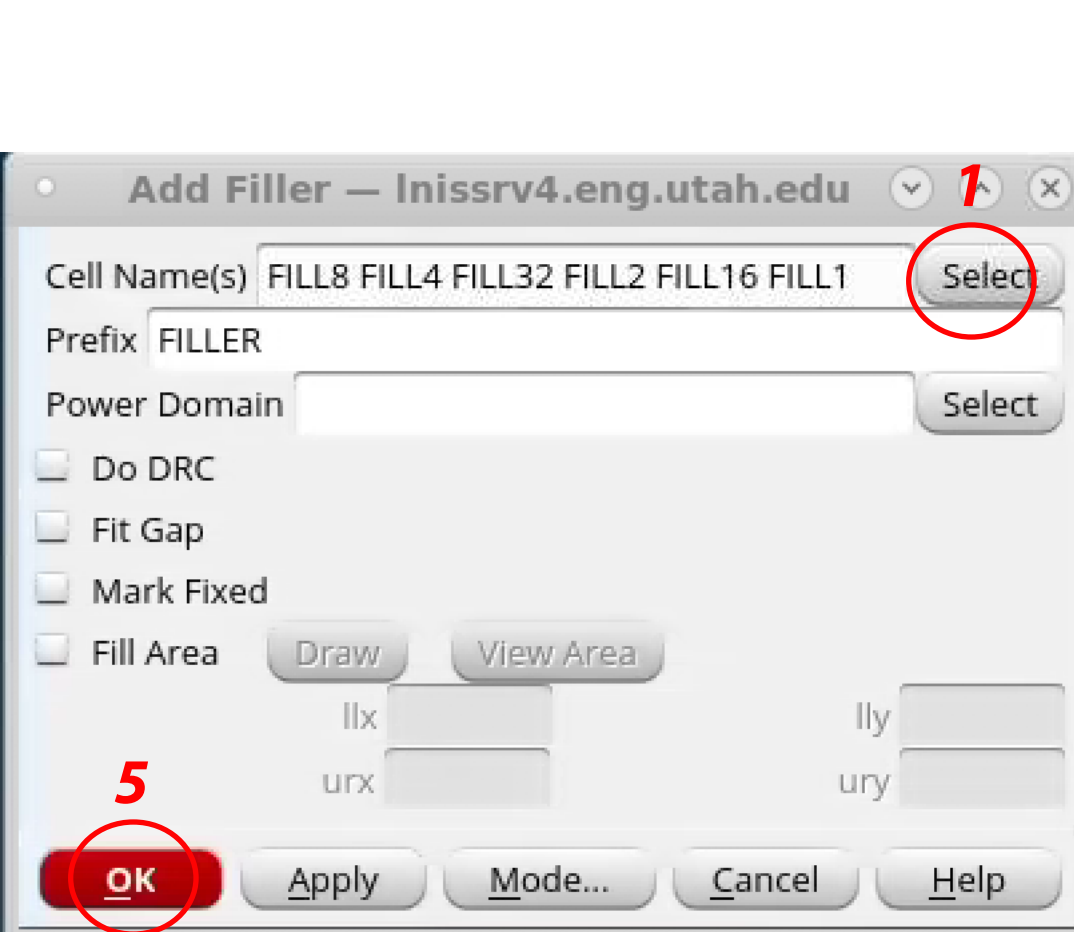 1
Add Filler — lnissrv4.eng.utah.edu
Cell Name(s) FILL8 FILL4 FILL32 FILL2 FILL16 FILL1 Select
Prefix FILLER
Power Domain Select
Do DRC
Fit Gap
Mark Fixed
Fill Area Draw View Area
llx lly
urx ury
5
OK Apply Mode... Cancel Help